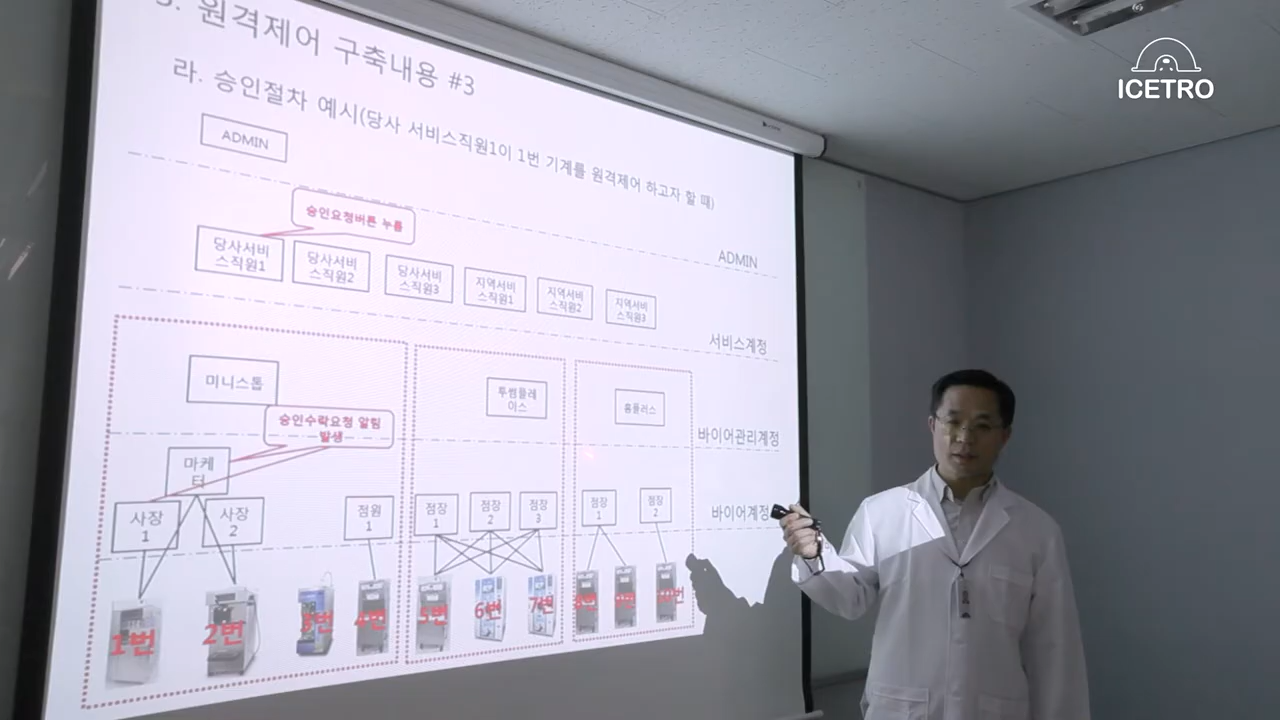 ICETRO
원격제어 구축내용 #3
라. 승인절차 예시(당사 서비스직원1이 1번 기계를 원격제어 하고자 할 때)
ADMIN
승인요청버튼 누름
ADMIN
당사서비
스직원1
당사서비
스직원2
당사서비
스직원3
지역서비
스직원1
지역서비
스직원2
지역서비
스직원3
서비스계정
미니스톱
투썸플레
이스
홈플러스
승인수락요청 알림
발생
바이어관리계정
마케
터
사장
1
사장
2
점원
1
점장
1
점장
2
점장
3
점장
1
점장
2
바이어계정
1번
2번
3번
4번
5번
6번
7번
8번
9번
10번